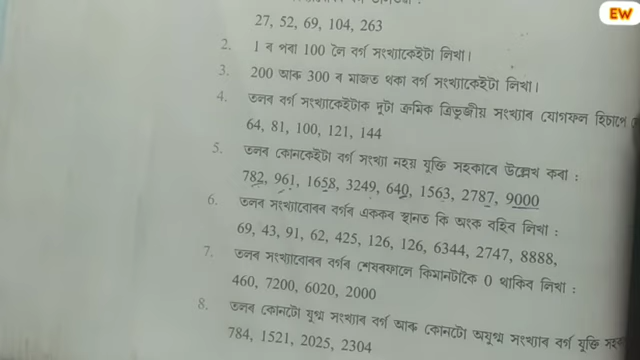 EW
27, 52, 69, 104, 263
2. 1 ৰ পৰা 100 লৈ বৰ্গ সংখ্যাকেইটা লিখা।
3. 200 আৰু 300 ৰ মাজত থকা বৰ্গ সংখ্যাকেইটা লিখা।
4. তলৰ বৰ্গ সংখ্যাকেইটাক দুটা ক্ৰমিক ত্ৰিভূজীয় সংখ্যাৰ যোগফল হিচাপে
64, 81, 100, 121, 144
5. তলৰ কোনকেইটা বৰ্গ সংখ্যা নহয় যুক্তি সহকাৰে উল্লেখ কৰা :
782, 961, 1658, 3249, 640, 1563, 2787, 9000
6. তলৰ সংখ্যাবোৰৰ বৰ্গৰ এককৰ স্থানত কি অংক বহিব লিখা :
69, 43, 91, 62, 425, 126, 126, 6344, 2747, 8888,
7. তলৰ সংখ্যাবোৰৰ বৰ্গৰ শেষৰফালে কিমানটাকৈ 0 থাকিব লিখা :
460, 7200, 6020, 2000
8. তলৰ কোনটো যুগ্ম সংখ্যাৰ বৰ্গ আৰু কোনটো অযুগ্ম সংখ্যাৰ বৰ্গ যুক্তি
784, 1521, 2025, 2304